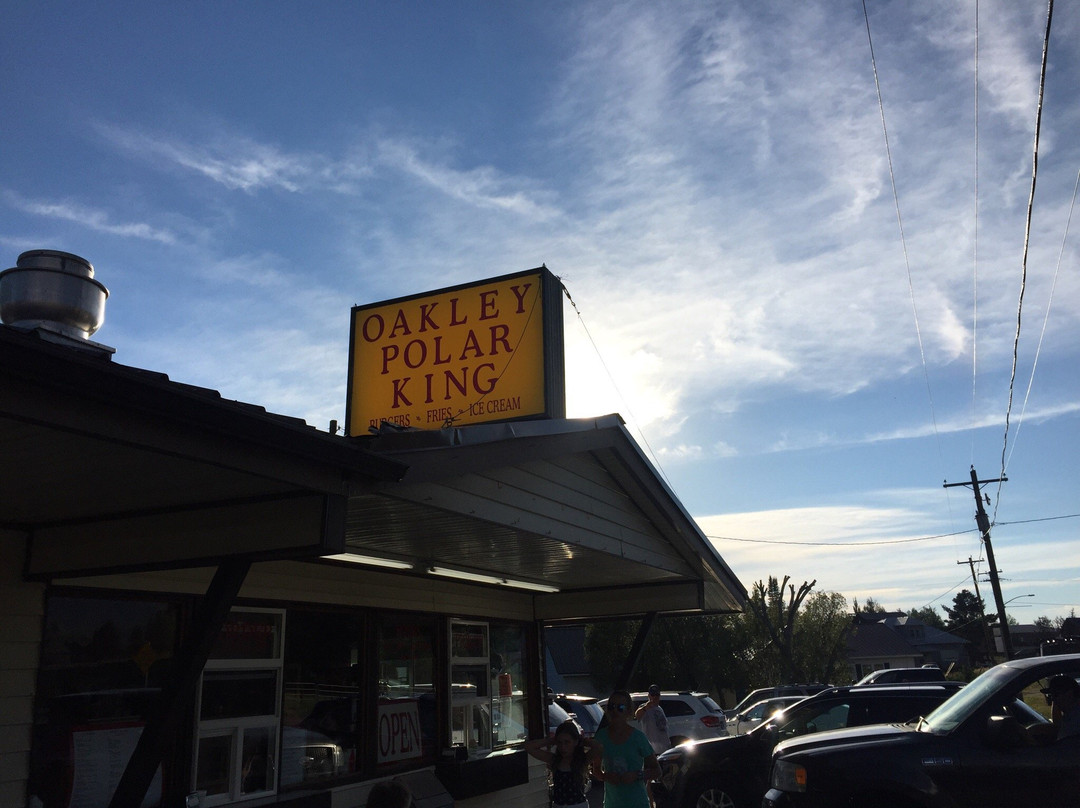 OAKLEY
POLAR
KING
BURGERS • FRIES • ICE CREAM
OPEN